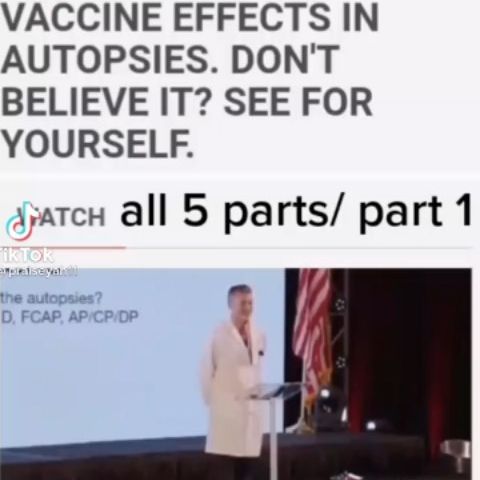 VACCINE EFFECTS IN
AUTOPSIES. DON'T
BELIEVE IT? SEE FOR
YOURSELF.
WATCH all 5 parts/ part 1
TikTok
the autopsies?
D, FCAP, AP/CP/DP